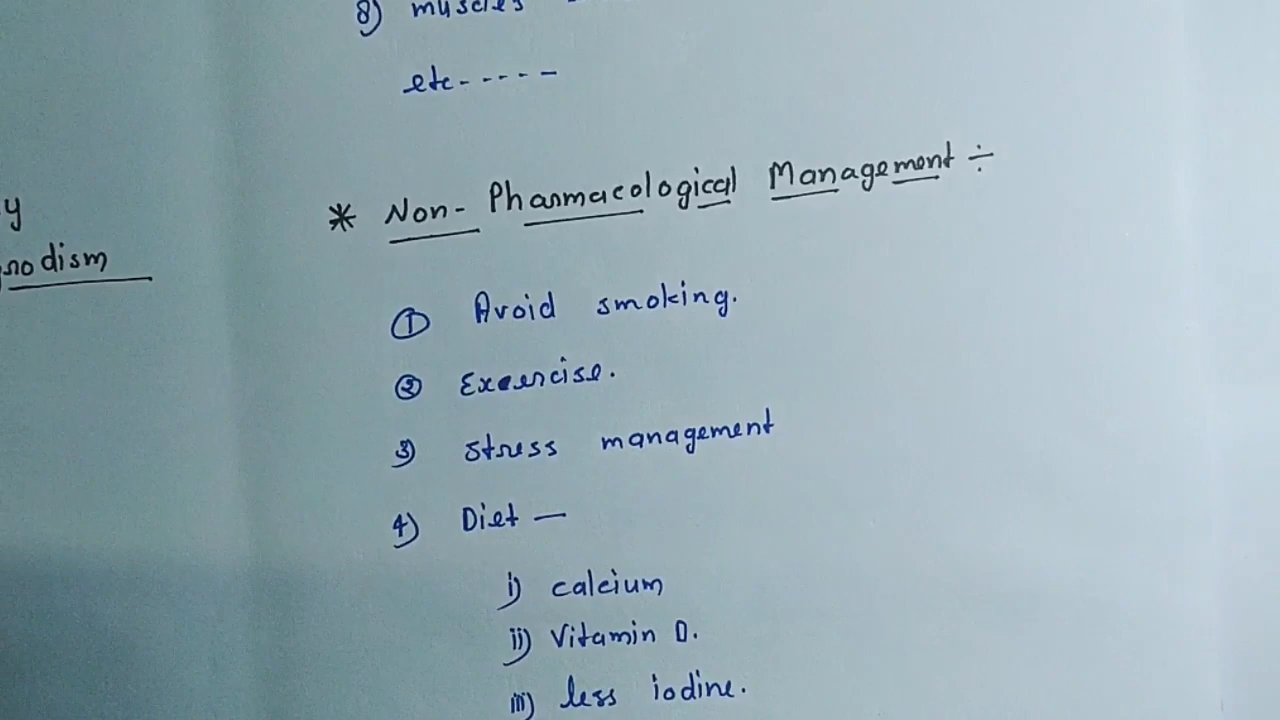 8) muscles
etc-----
* Non-Pharmacological Management ÷
y
nodism
① Avoid smoking.
② Excercise.
3) stress management
4) Diet —
i) calcium
ii) Vitamin D.
iii) less iodine.